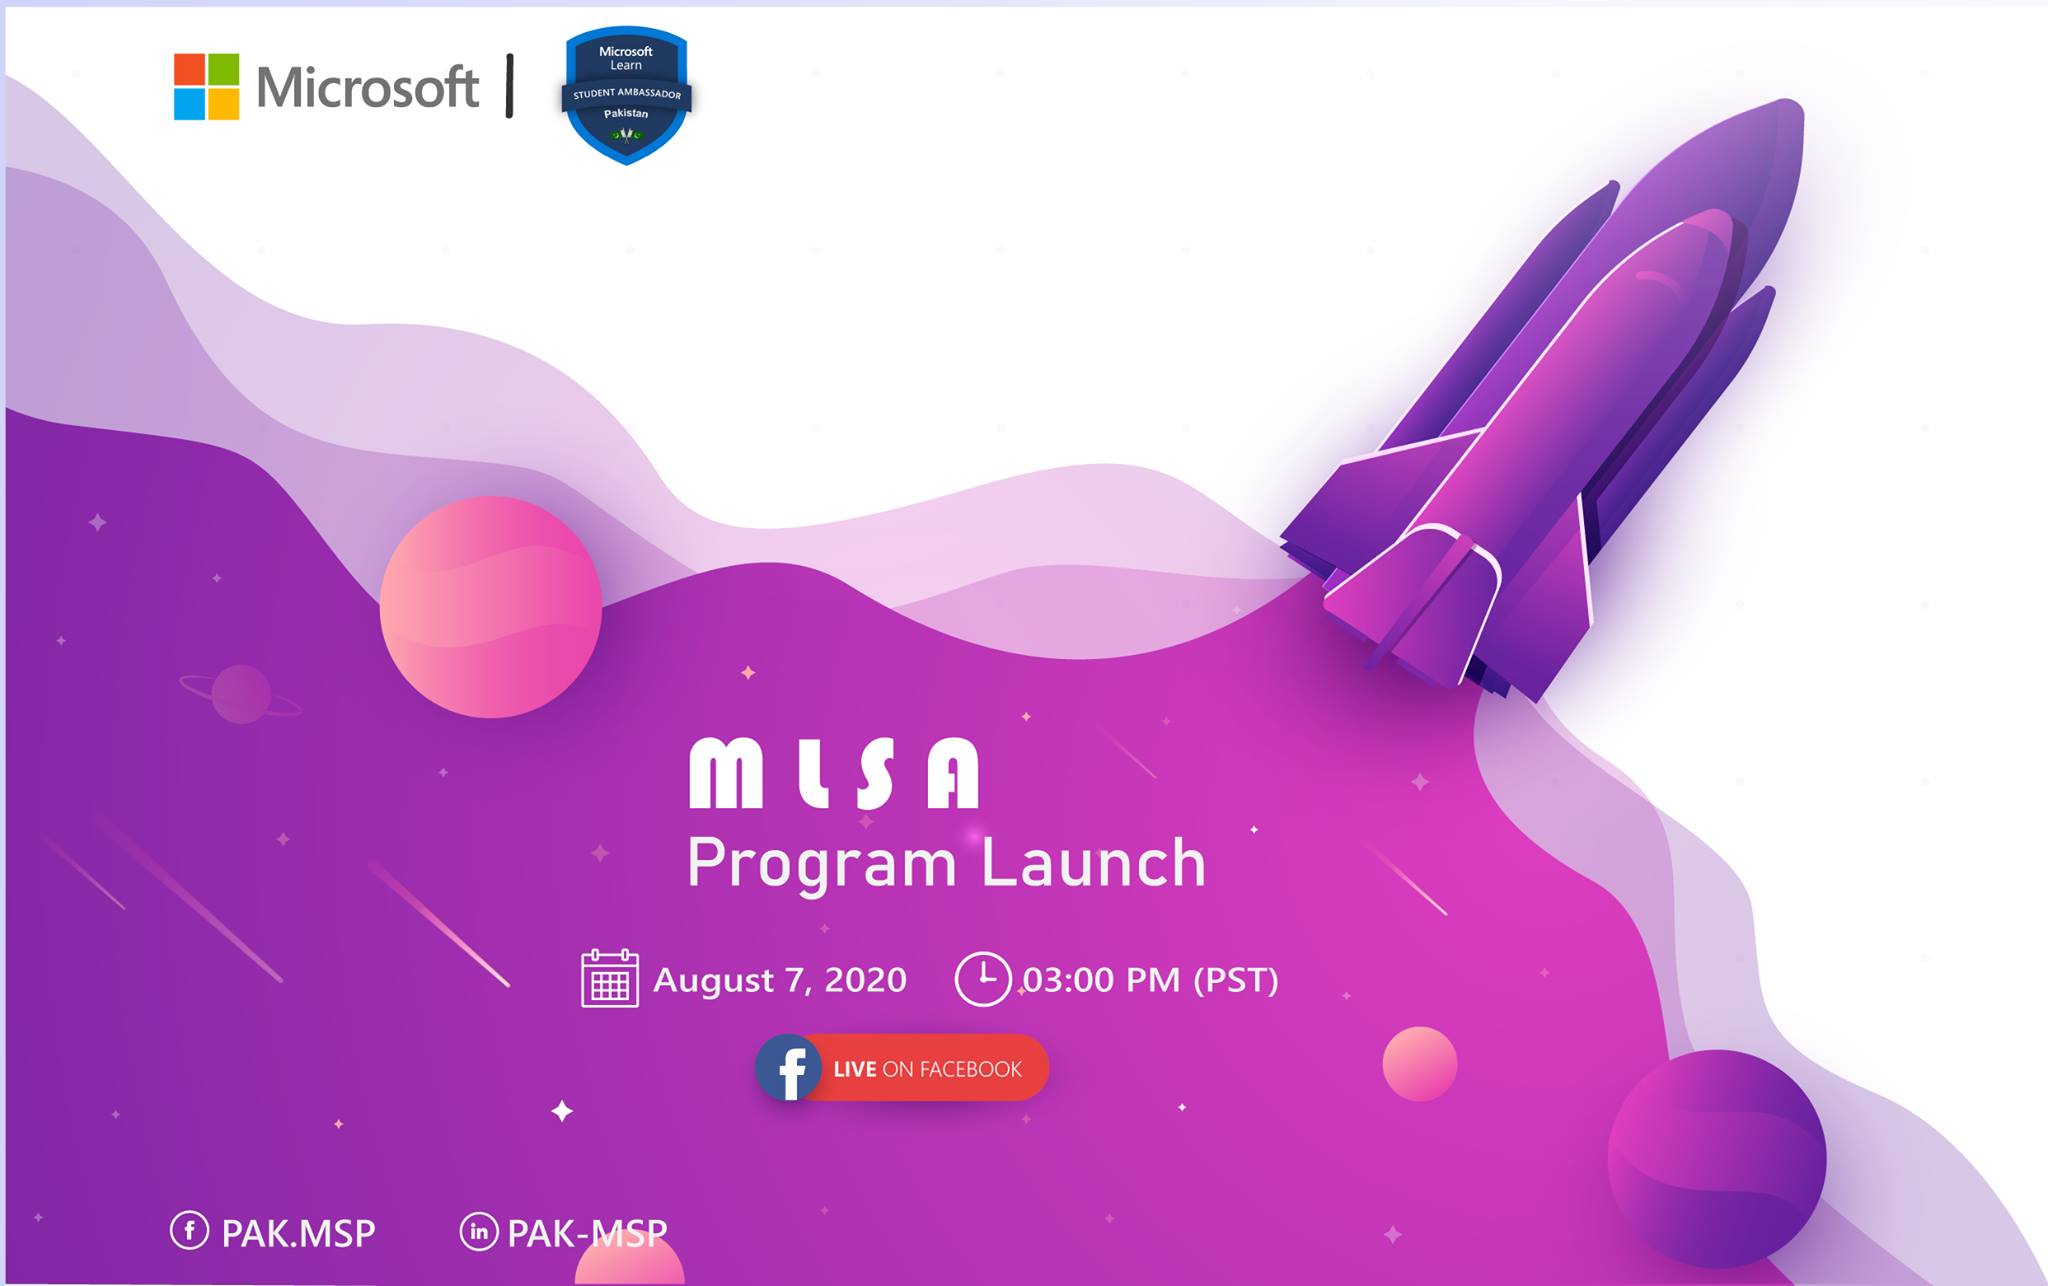 Microsoft
Microsoft
Learn
STUDENT AMBASSADOR
Pakistan
MLSA
Program Launch
August 7, 2020 03:00 PM (PST)
LIVE ON FACEBOOK
PAK.MSP PAK-MSP